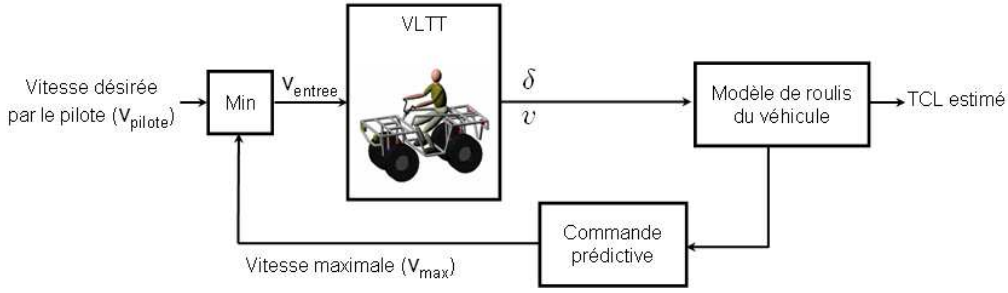 VLTT
Vitesse désirée
par le pilote (Vpilote)
Min
Ventree
δ
v
Modèle de roulis
du véhicule
TCL estimé
Commande
prédictive
Vitesse maximale (Vmax)